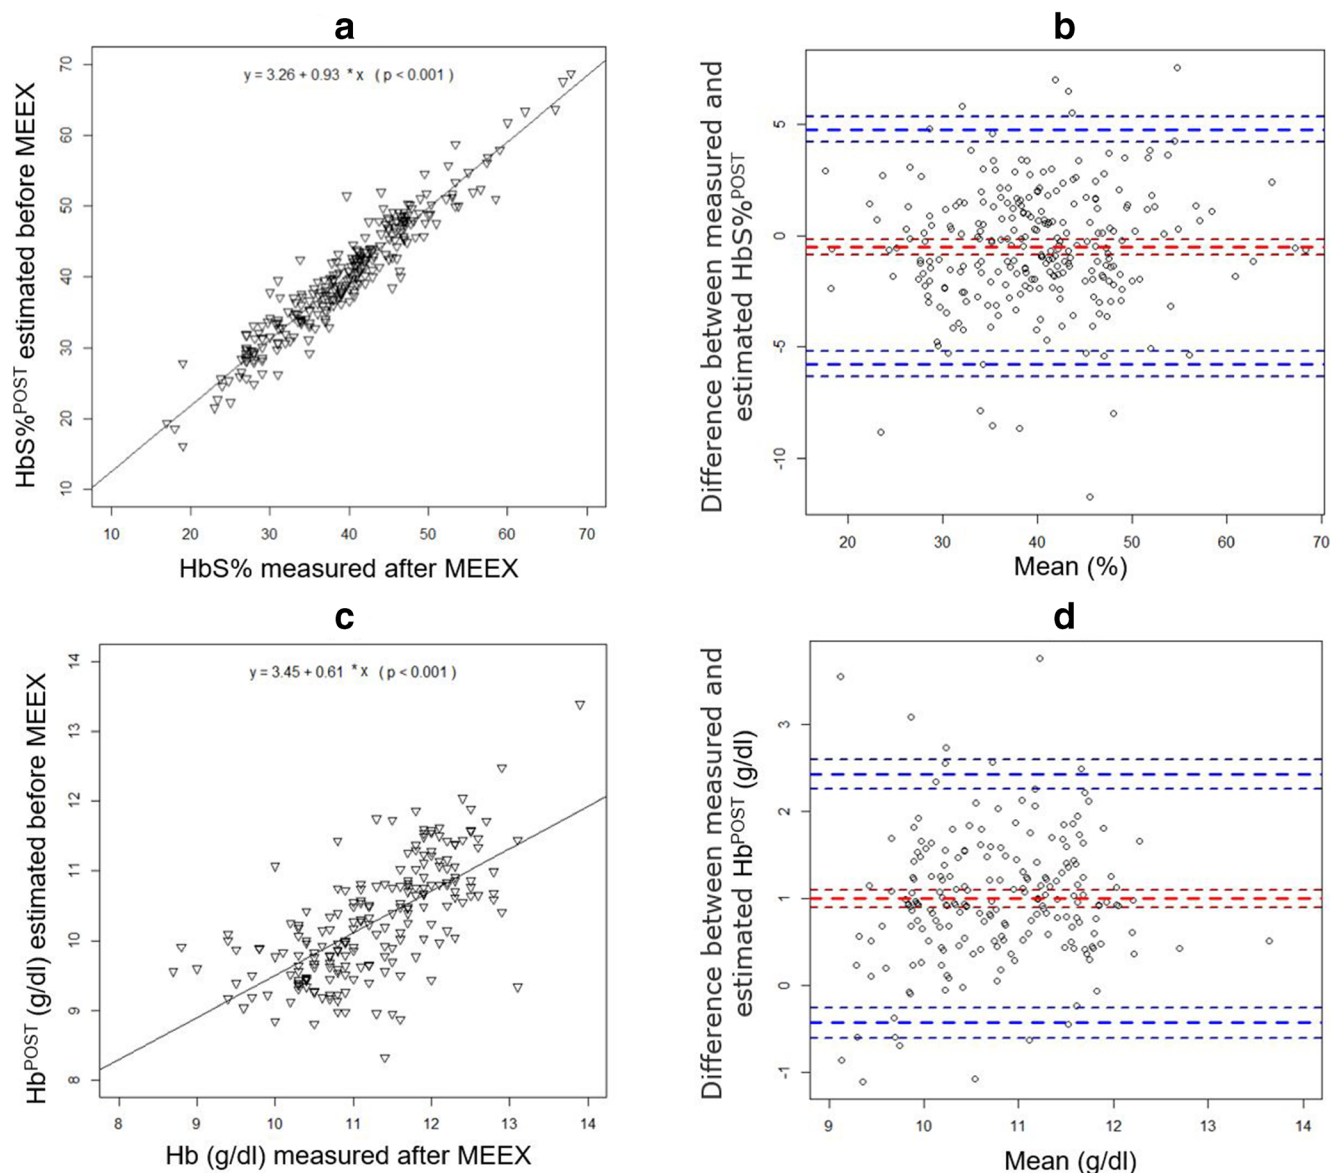 a
y = 3.26 + 0.93 * x ( p < 0.001 )
HbS%POST estimated before MEEX
70
60
50
40
30
20
10
10 20 30 40 50 60 70
HbS% measured after MEEX
b
Difference between measured and
estimated HbS%POST
5
0
-5
-10
20 30 40 50 60 70
Mean (%)
c
y = 3.45 + 0.61 * x ( p < 0.001 )
HbPOST (g/dl) estimated before MEEX
14
13
12
11
10
9
8
8 9 10 11 12 13 14
Hb (g/dl) measured after MEEX
d
Difference between measured and
estimated HbPOST (g/dl)
3
2
1
0
-1
9 10 11 12 13 14
Mean (g/dl)